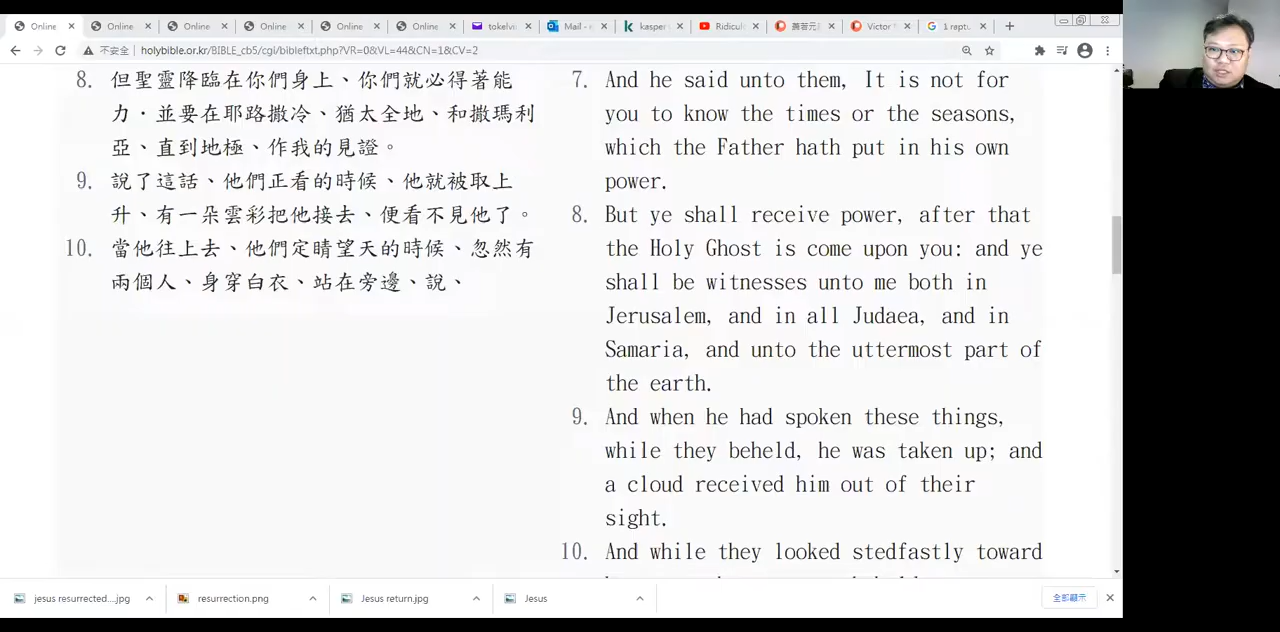 Online
Online
Online
Online
Online
Online
tokelvi
Mail -
kasper
Ridicul
蕭若元
Victor
1 rapt
不安全
holybible.or.kr/BIBLE_cb5/cgi/bibleftxt.php?VR=0&VL=44&CN=1&CV=2
8. 但聖靈降臨在你們身上、你們就必得著能
力．並要在耶路撒冷、猶太全地、和撒瑪利
亞、直到地極、作我的見證。
9. 說了這話、他們正看的時候、他就被取上
升、有一朵雲彩把他接去、便看不見他了。
10. 當他往上去、他們定睛望天的時候、忽然有
兩個人、身穿白衣、站在旁邊、說、
7. And he said unto them, It is not for
you to know the times or the seasons,
which the Father hath put in his own
power.
8. But ye shall receive power, after that
the Holy Ghost is come upon you: and ye
shall be witnesses unto me both in
Jerusalem, and in all Judaea, and in
Samaria, and unto the uttermost part of
the earth.
9. And when he had spoken these things,
while they beheld, he was taken up; and
a cloud received him out of their
sight.
10. And while they looked stedfastly toward
jesus resurrected....jpg
resurrection.png
Jesus return.jpg
Jesus
全部顯示